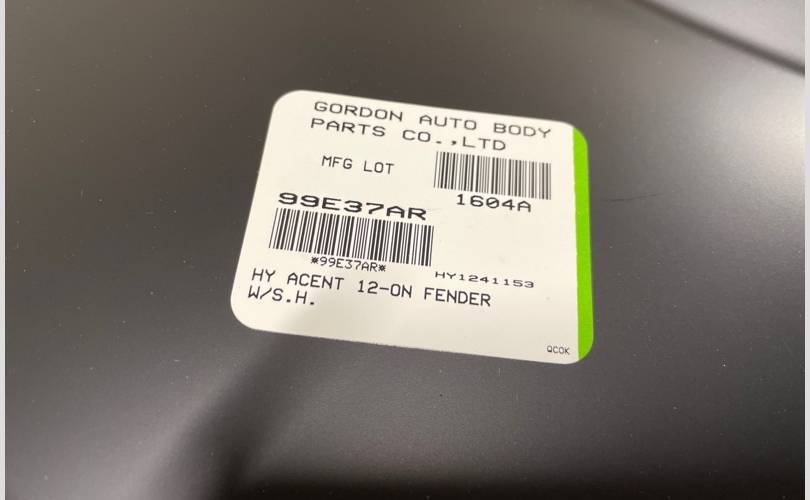 GORDON AUTO BODY
PARTS CO.,LTD
MFG LOT
1604A
99E37AR
*99E37AR*
HY1241153
HY ACENT 12-ON FENDER
W/S.H.
QCOK